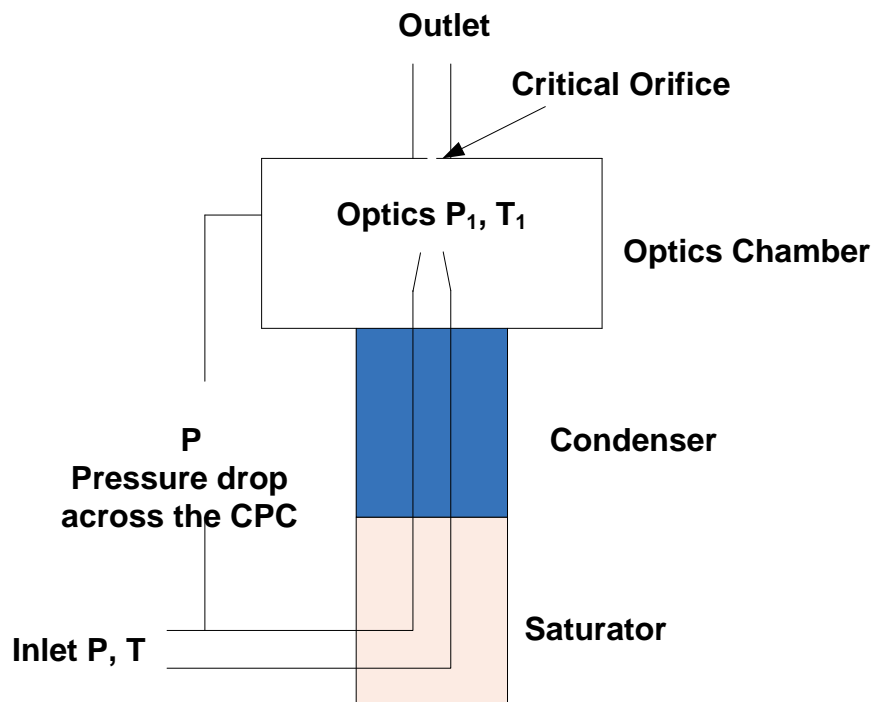 Outlet
Critical Orifice
Optics P₁, T₁
Optics Chamber
P
Pressure drop
across the CPC
Condenser
Saturator
Inlet P, T